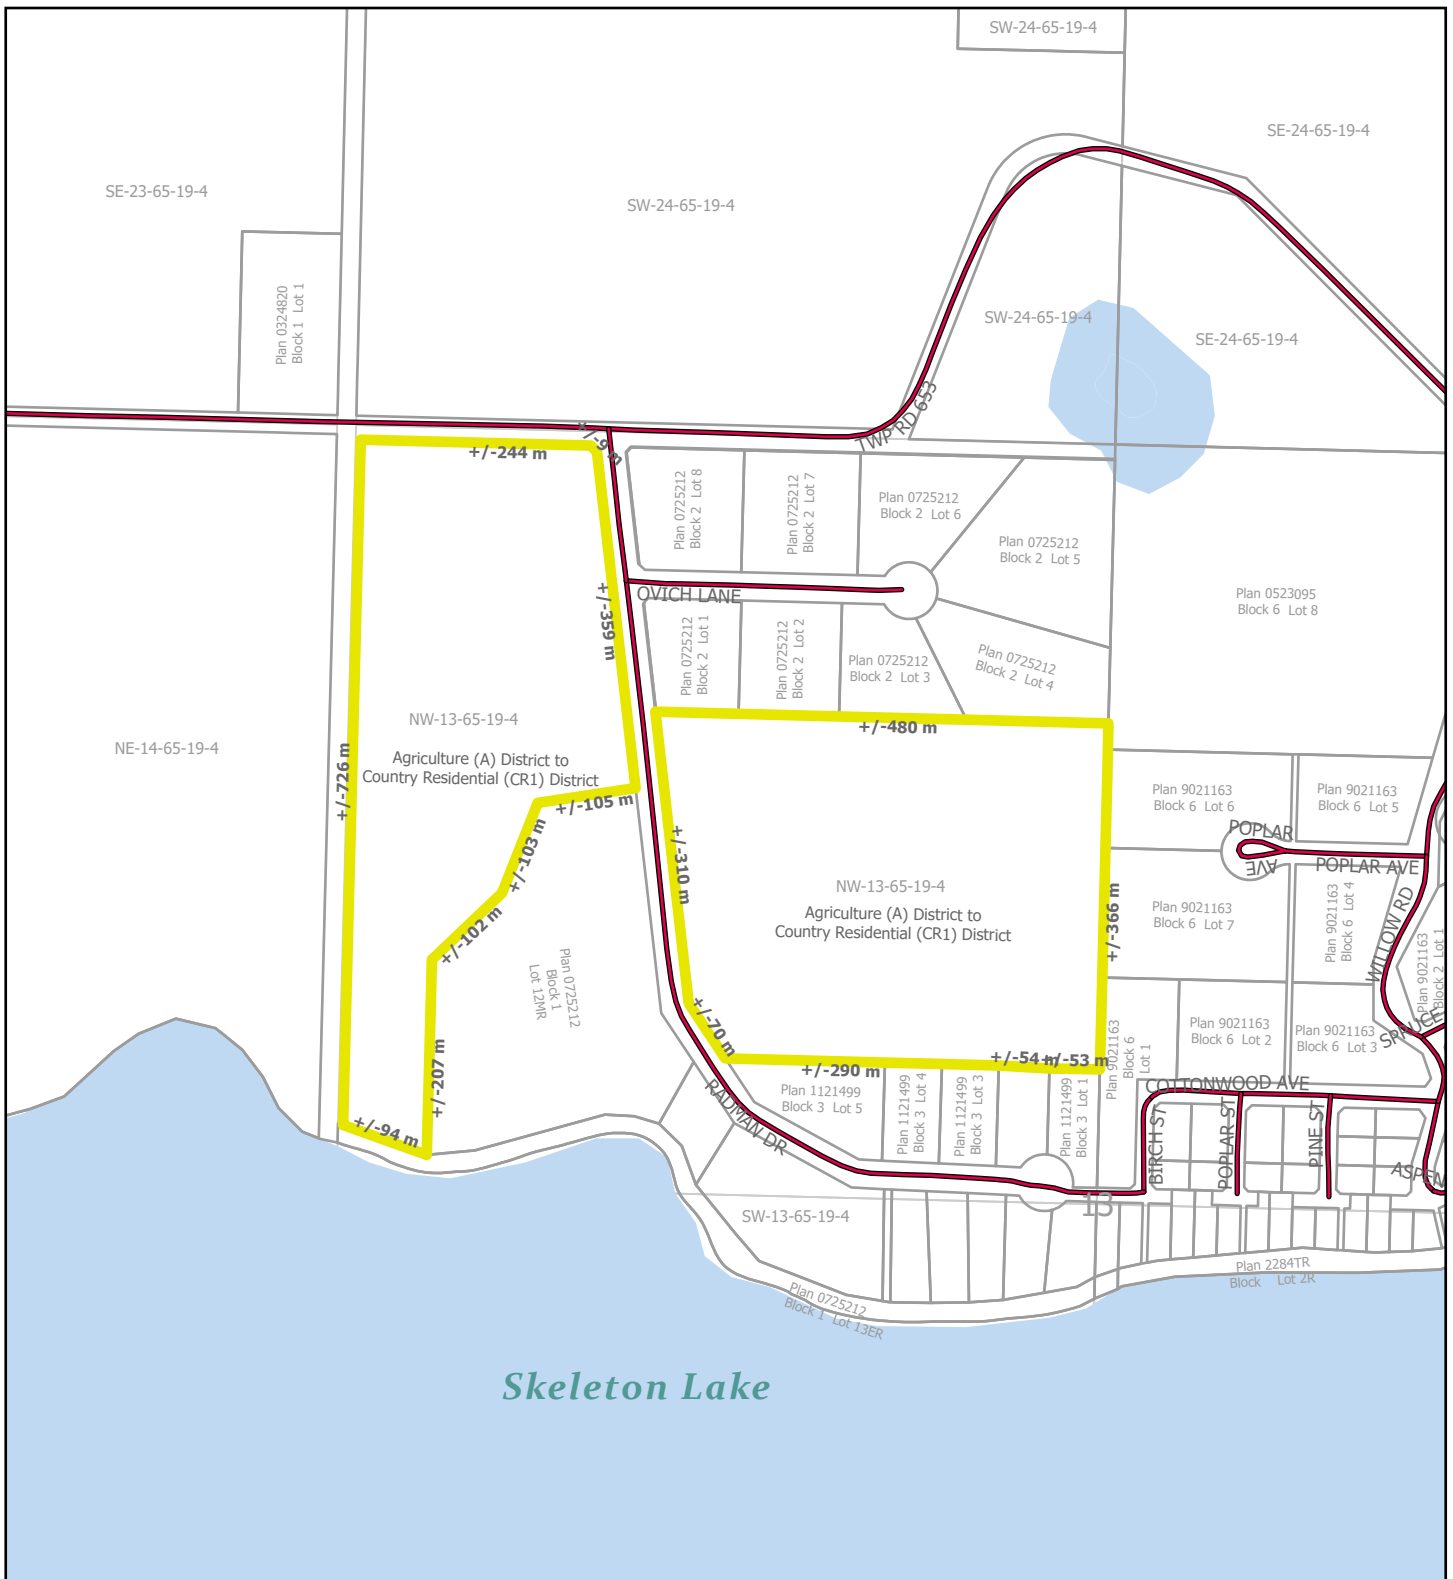 SW-24-65-19-4
SE-24-65-19-4
SE-23-65-19-4
SW-24-65-19-4
Plan 0324820
Block 1 Lot 1
SW-24-65-19-4
SE-24-65-19-4
TWP RD 653
+/-244 m
+/-9 m
Plan 0725212
Block 2 Lot 8
Plan 0725212
Block 2 Lot 7
Plan 0725212
Block 2 Lot 6
Plan 0725212
Block 2 Lot 5
OVICH LANE
Plan 0523095
Block 6 Lot 8
+/-359 m
Plan 0725212
Block 2 Lot 1
Plan 0725212
Block 2 Lot 2
Plan 0725212
Block 2 Lot 3
Plan 0725212
Block 2 Lot 4
NW-13-65-19-4
+/-480 m
NE-14-65-19-4
+/-726 m
Agriculture (A) District to
Country Residential (CR1) District
+/-105 m
+/-103 m
+/-102 m
+/-310 m
Plan 9021163
Block 6 Lot 6
Plan 9021163
Block 6 Lot 5
POPLAR
AVE
POPLAR AVE
NW-13-65-19-4
Agriculture (A) District to
Country Residential (CR1) District
+/-366 m
Plan 9021163
Block 6 Lot 7
Plan 9021163
Block 6 Lot 4
WILLOW RD
Plan 9021163
Block 2 Lot 1
Plan 0725212
Block 1
Lot 12MR
+/-70 m
Plan 9021163
Block 6
Lot 1
Plan 9021163
Block 6 Lot 2
Plan 9021163
Block 6 Lot 3
SPRUCE
+/-207 m
+/-94 m
+/-290 m
+/-54 m
+/-53 m
RADMAN DR
Plan 1121499
Block 3 Lot 5
Plan 1121499
Block 3 Lot 4
Plan 1121499
Block 3 Lot 3
Plan 1121499
Block 3 Lot 1
COTTONWOOD AVE
BIRCH ST
POPLAR ST
PINE ST
ASPEN
13
SW-13-65-19-4
Plan 2284TR
Block Lot 2R
Plan 0725212
Block 1 Lot 13ER
Skeleton Lake